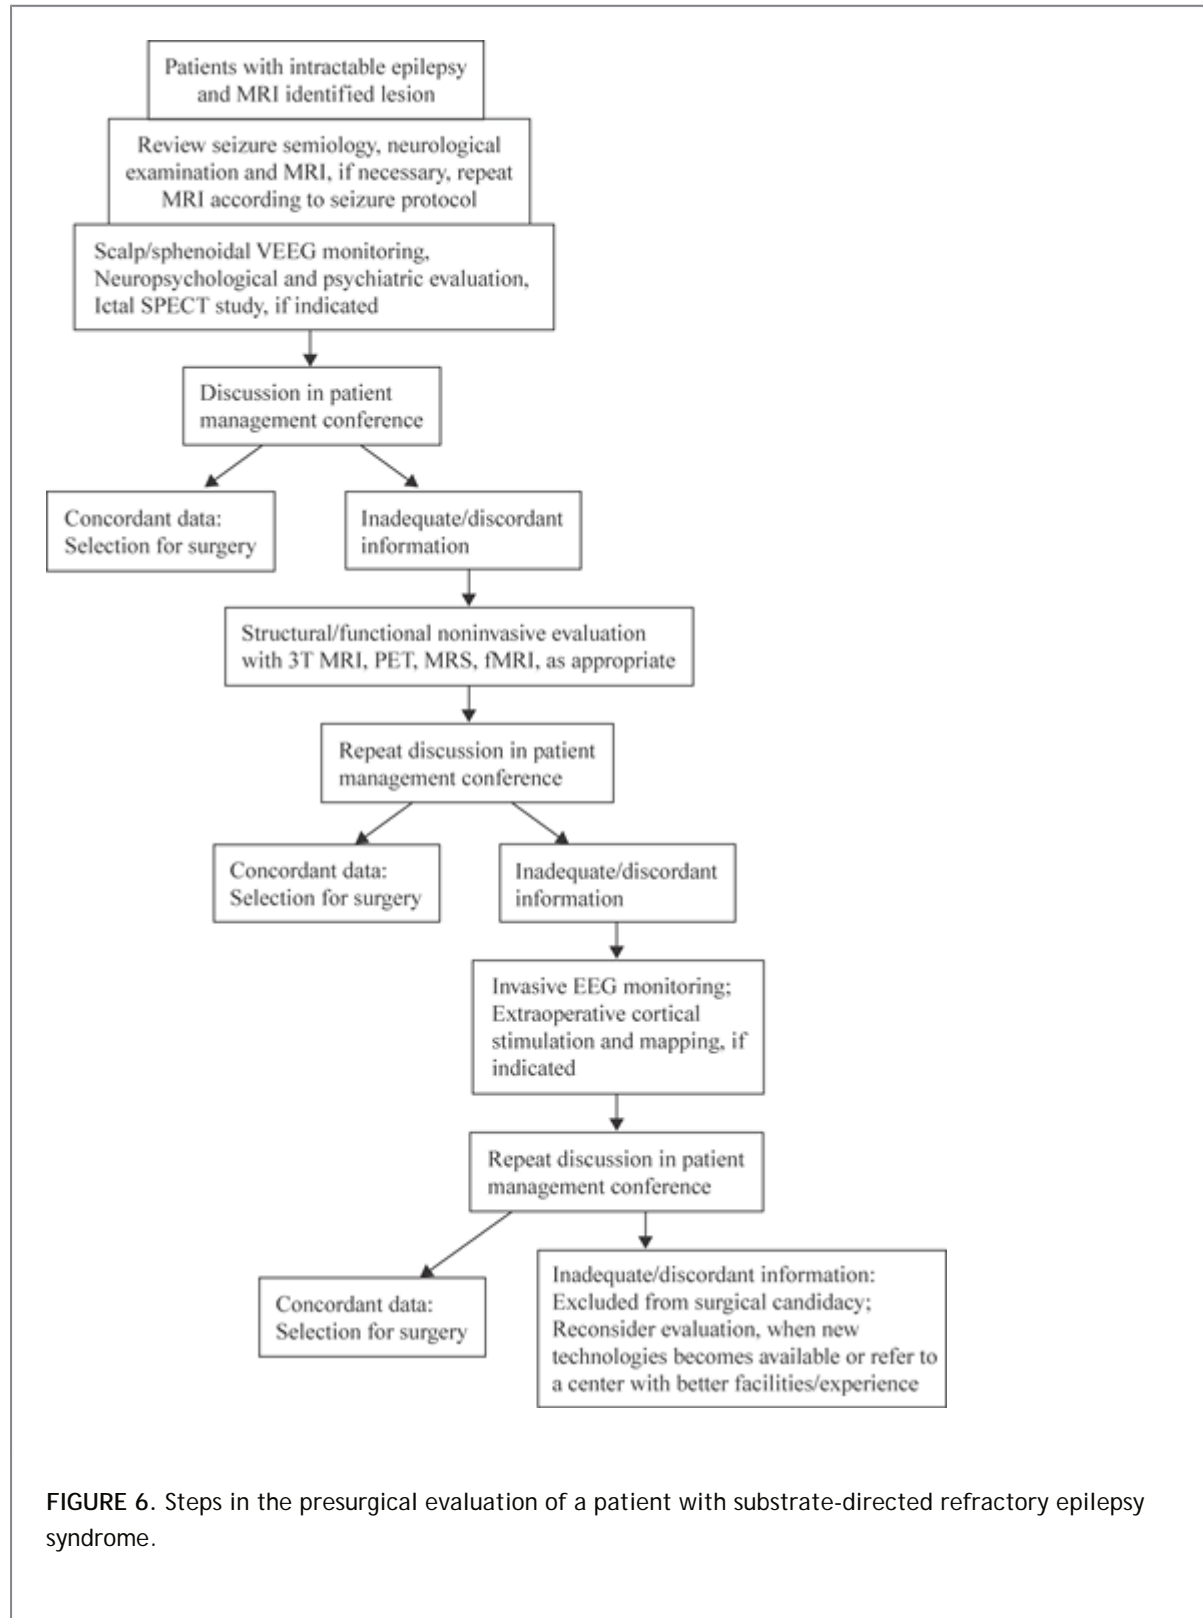 Patients with intractable epilepsy
and MRI identified lesion
Review seizure semiology, neurological
examination and MRI, if necessary, repeat
MRI according to seizure protocol
Scalp/sphenoidal VEEG monitoring,
Neuropsychological and psychiatric evaluation,
Ictal SPECT study, if indicated
Discussion in patient
management conference
Concordant data:
Selection for surgery
Inadequate/discordant
information
Structural/functional noninvasive evaluation
with 3T MRI, PET, MRS, fMRI, as appropriate
Repeat discussion in patient
management conference
Concordant data:
Selection for surgery
Inadequate/discordant
information
Invasive EEG monitoring;
Extraoperative cortical
stimulation and mapping, if
indicated
Repeat discussion in patient
management conference
Concordant data:
Selection for surgery
Inadequate/discordant information:
Excluded from surgical candidacy;
Reconsider evaluation, when new
technologies becomes available or refer to
a center with better facilities/experience
FIGURE 6. Steps in the presurgical evaluation of a patient with substrate-directed refractory epilepsy
syndrome.